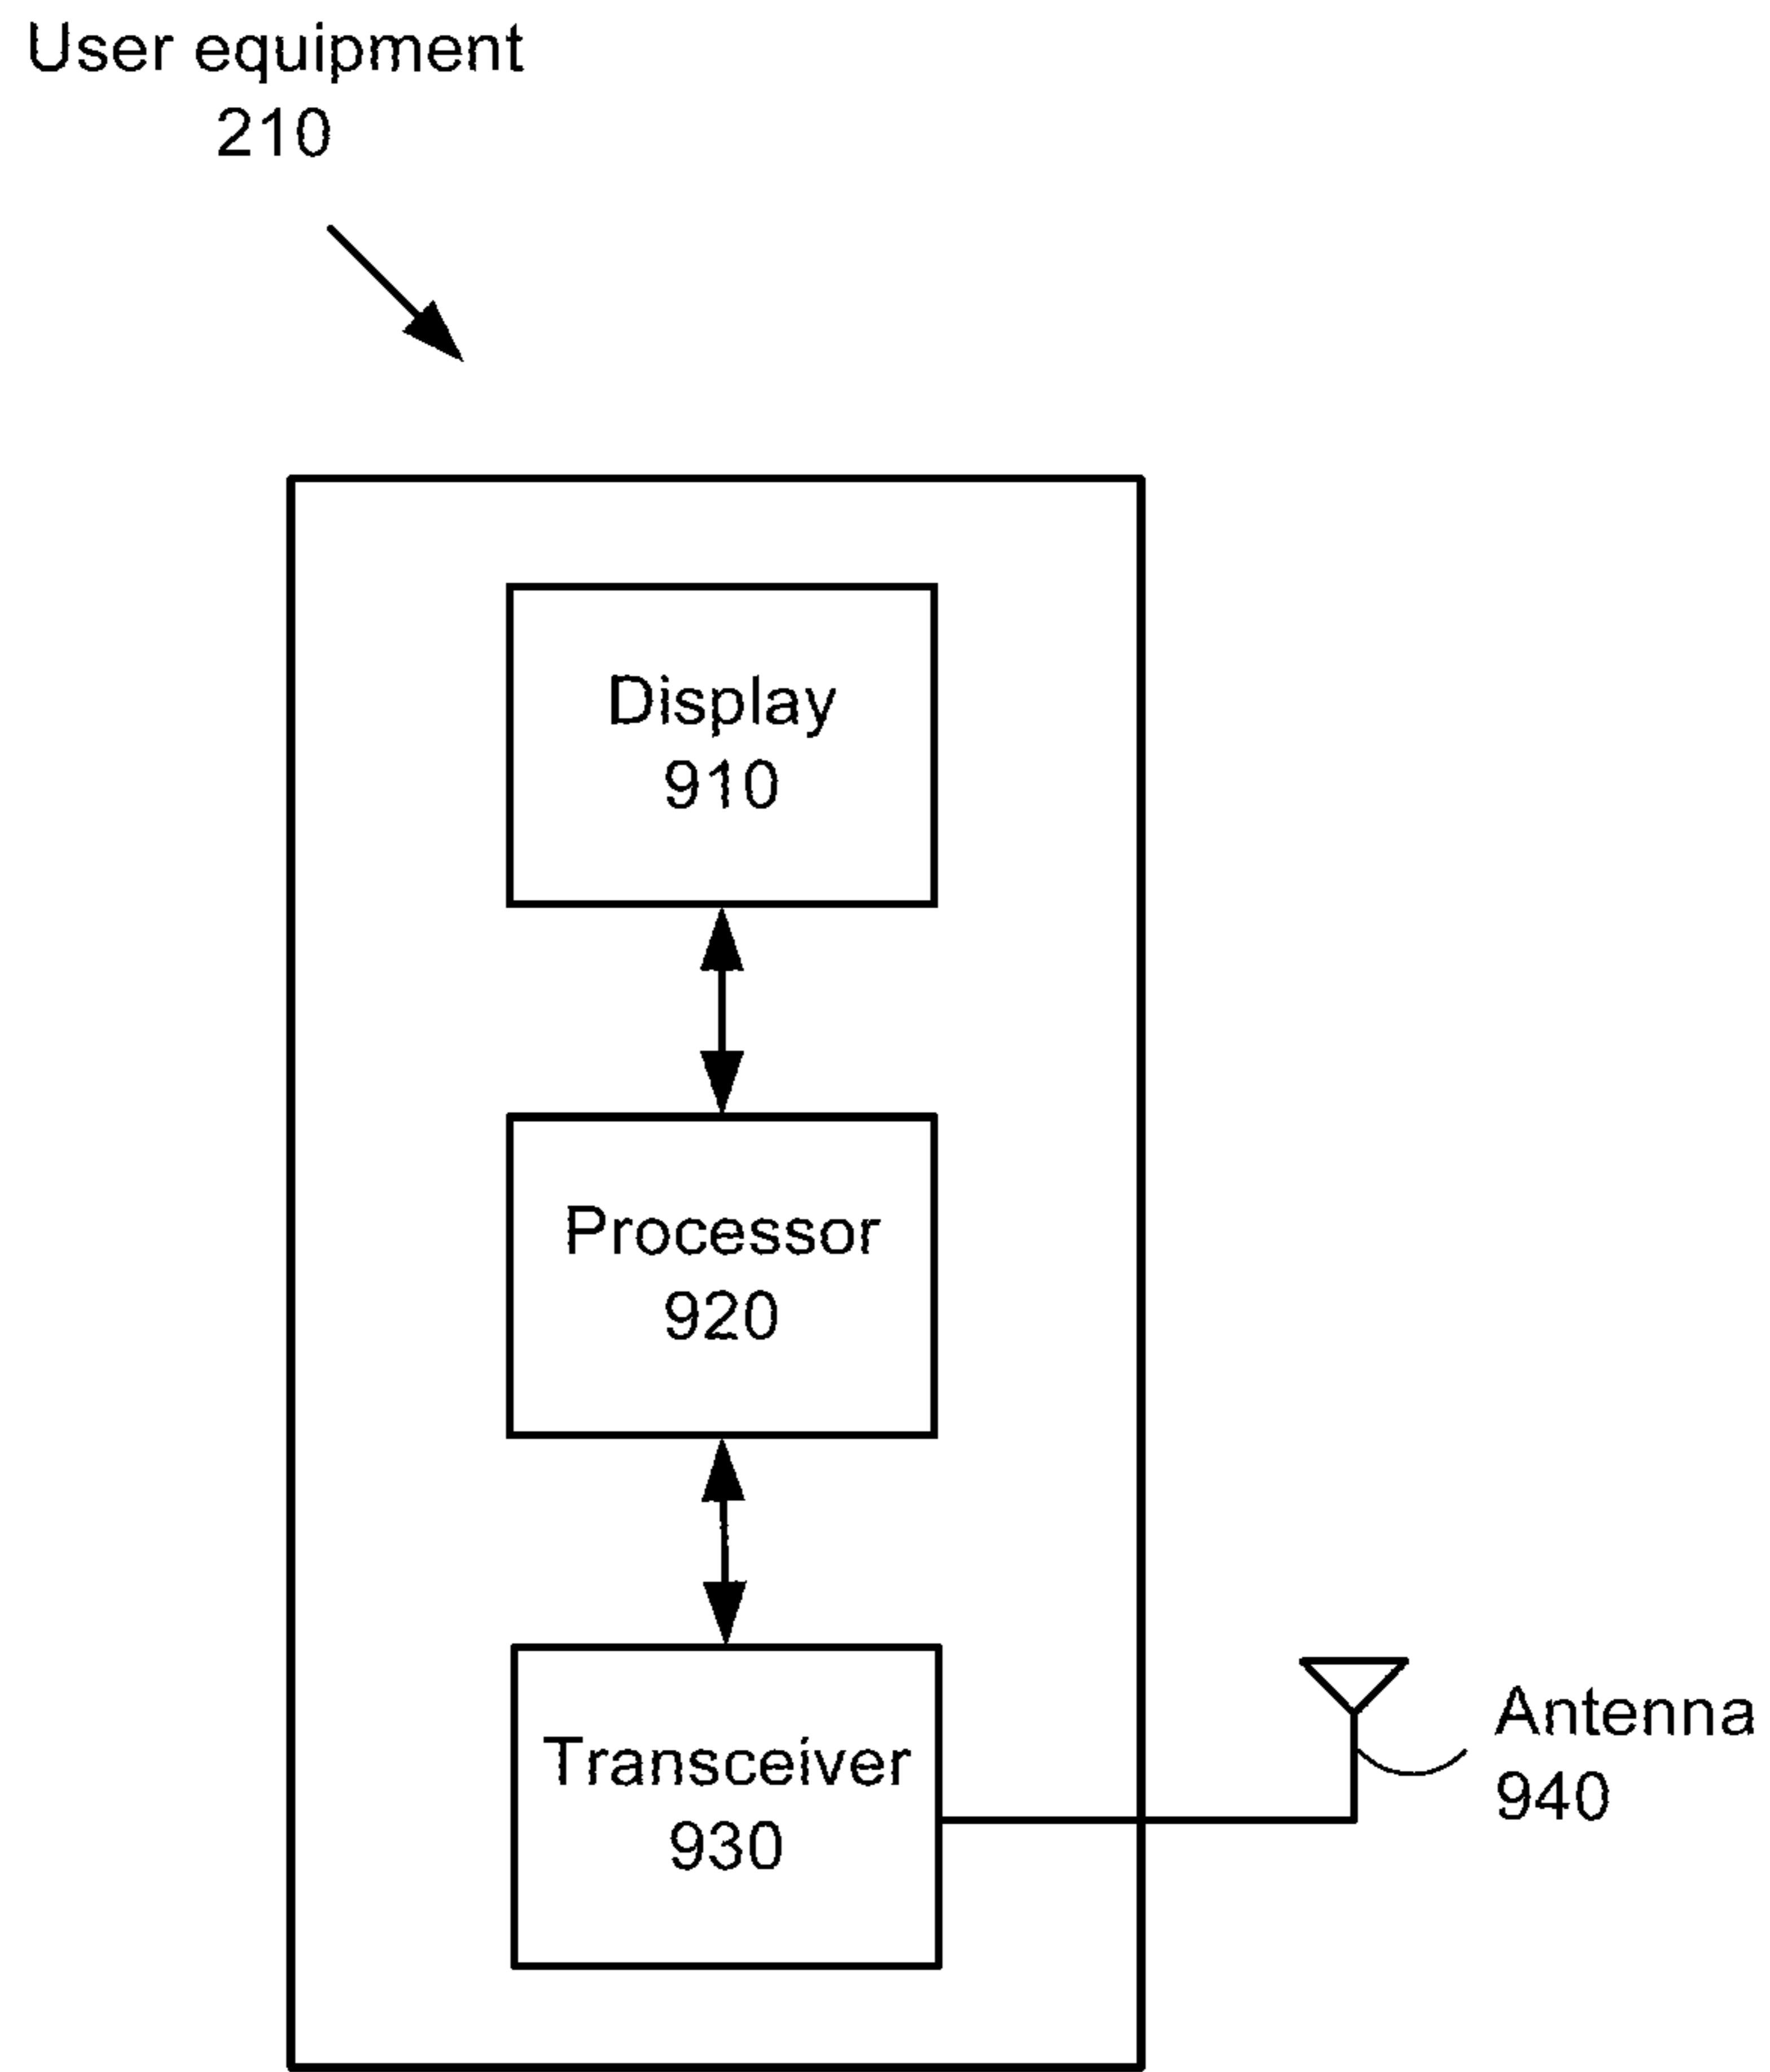 User equipment
210
Display
910
Processor
920
Transceiver
930
Antenna
940